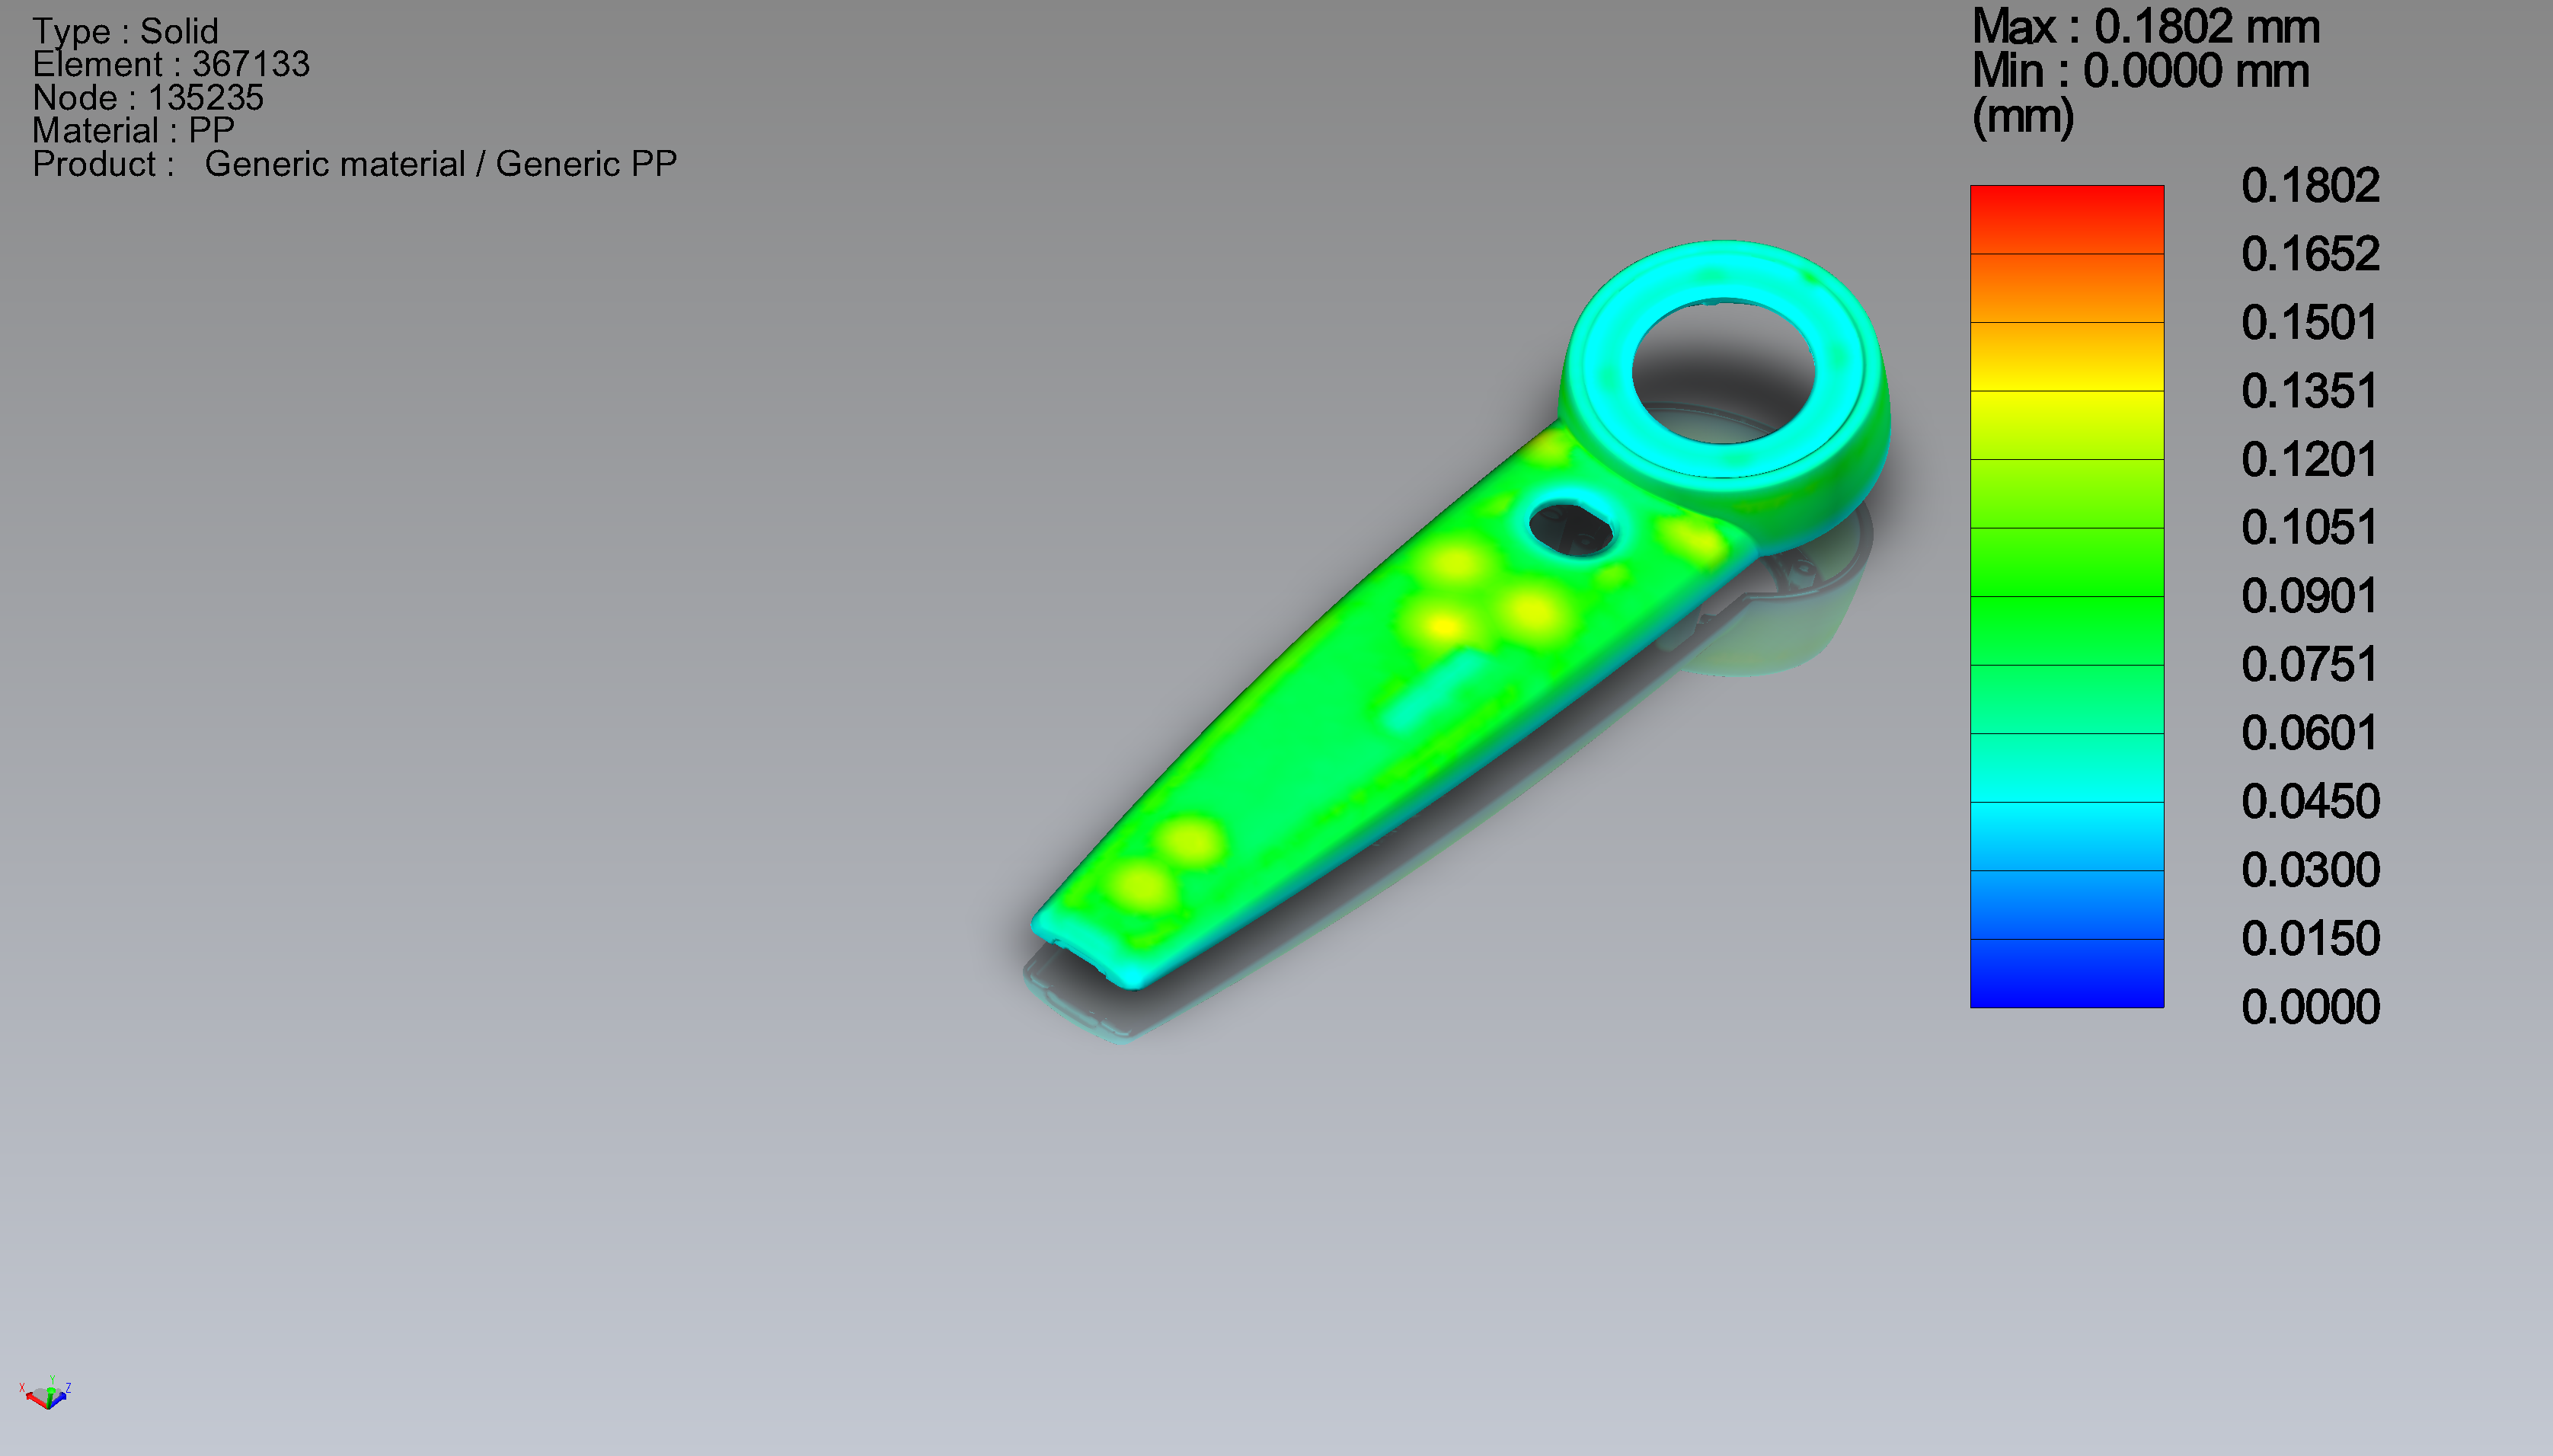 Type : Solid
Element : 367133
Node : 135235
Material : PP
Product :   Generic material / Generic PP
Max : 0.1802 mm
Min : 0.0000 mm
(mm)
0.1802
0.1652
0.1501
0.1351
0.1201
0.1051
0.0901
0.0751
0.0601
0.0450
0.0300
0.0150
0.0000
X
Y
Z